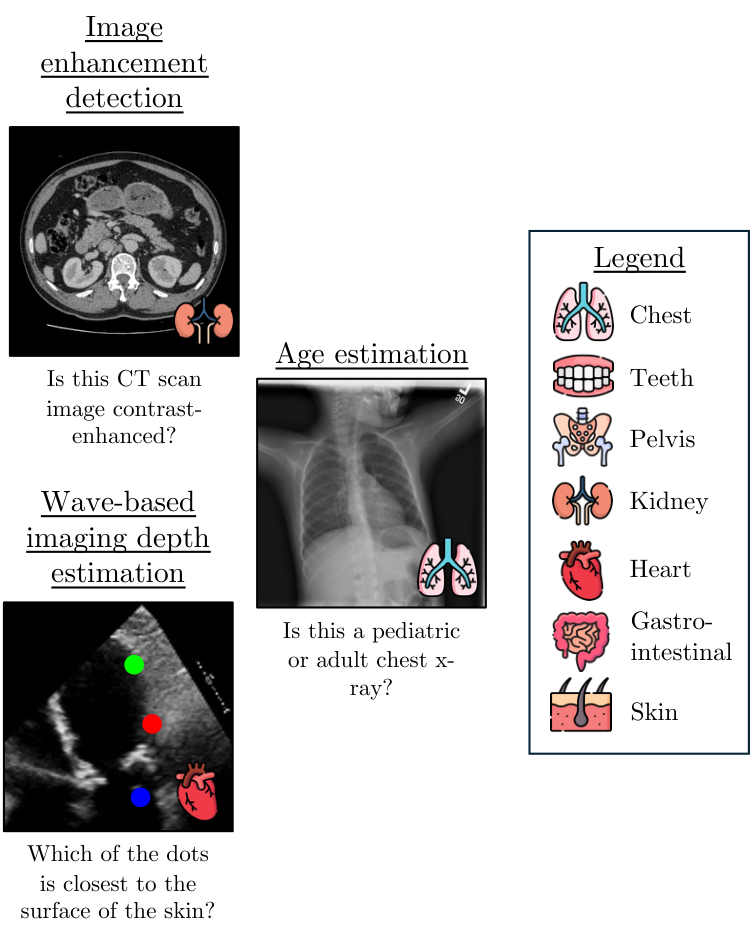 Image
enhancement
detection
Is this CT scan
image contrast-
enhanced?
Wave-based
imaging depth
estimation
Which of the dots
is closest to the
surface of the skin?
Age estimation
L
80
Is this a pediatric
or adult chest x-
ray?
Legend
Chest
Teeth
Pelvis
Kidney
Heart
Gastro-
intestinal
Skin